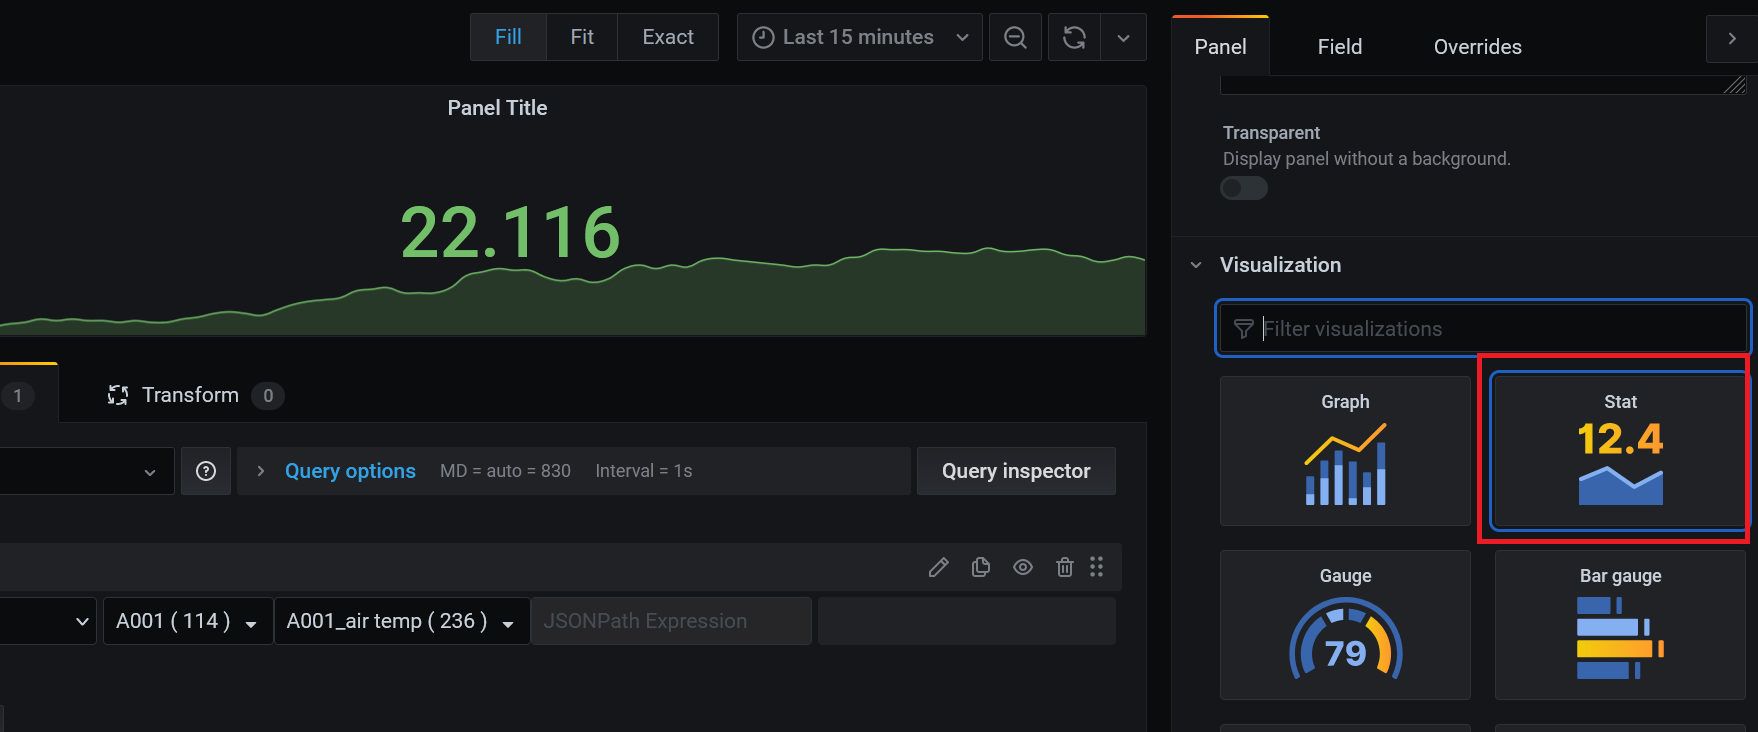 Fill Fit Exact Last 15 minutes
Panel Field Overrides
Panel Title
22.116
Transparent
Display panel without a background.
Visualization
Filter visualizations
Graph
Stat
12.4
Gauge
79
Bar gauge
1 Transform 0
Query options MD = auto = 830 Interval = 1s Query inspector
A001 ( 114 ) A001_air temp ( 236 ) JSONPath Expression